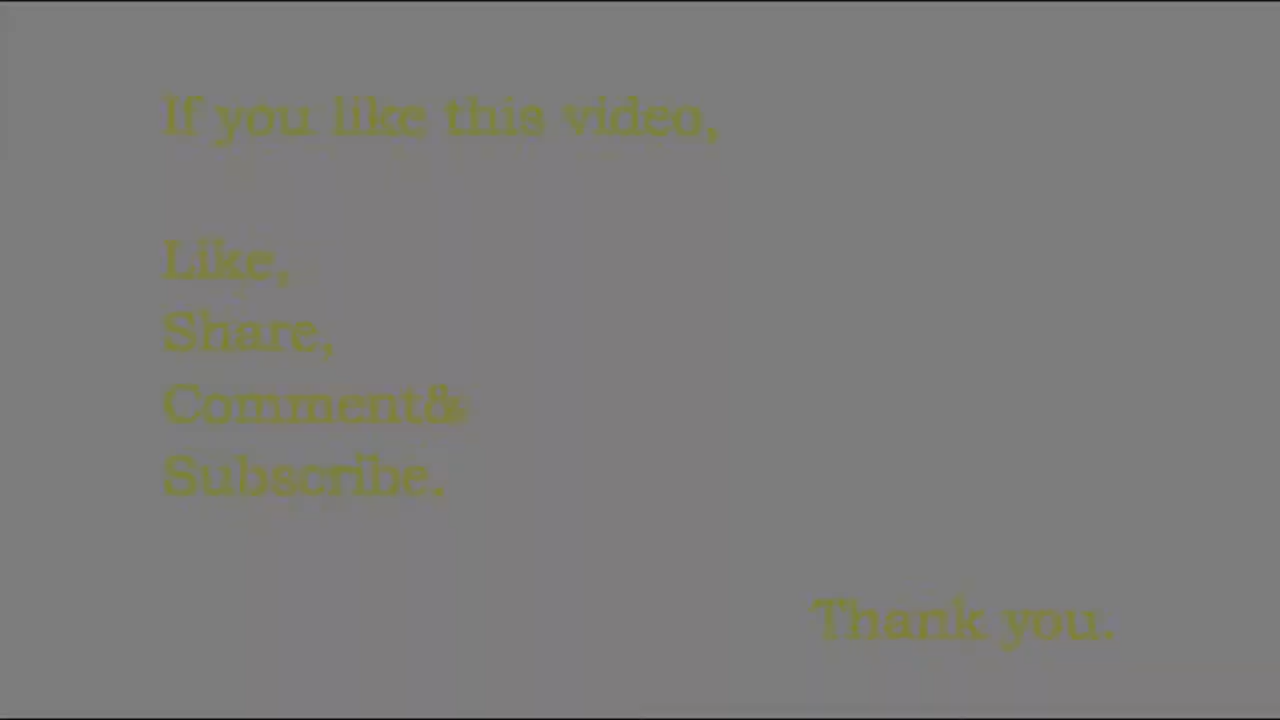 If you like this video,
Like,
Share,
Comment&
Subscribe.
Thank you.